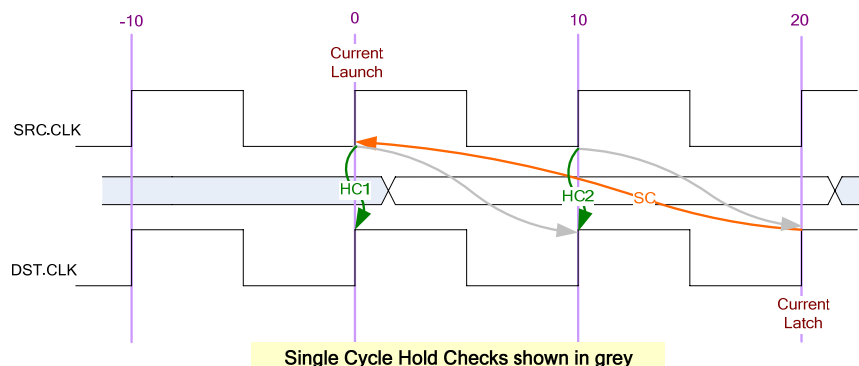 -10
0
10
20
Current
Launch
SRC.CLK
HC1
HC2
SC
DST.CLK
Current
Latch
Single Cycle Hold Checks shown in grey